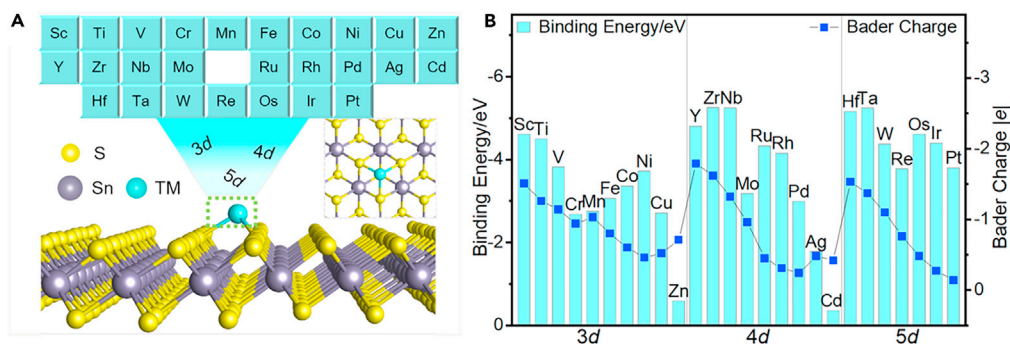 A
Sc Ti V Cr Mn Fe Co Ni Cu Zn
Y Zr Nb Mo Ru Rh Pd Ag Cd
Hf Ta W Re Os Ir Pt
3d 4d
5d
S
Sn TM
B
Binding Energy/eV Bader Charge
Binding Energy/eV
-6
-4
-2
0
Sc Ti V Cr Mn Fe Co Ni Cu Zn
Y Zr Nb Mo Ru Rh Pd Ag Cd
Hf Ta W Re Os Ir Pt
3d 4d 5d
-3
-2
-1
0
Bader Charge |e|